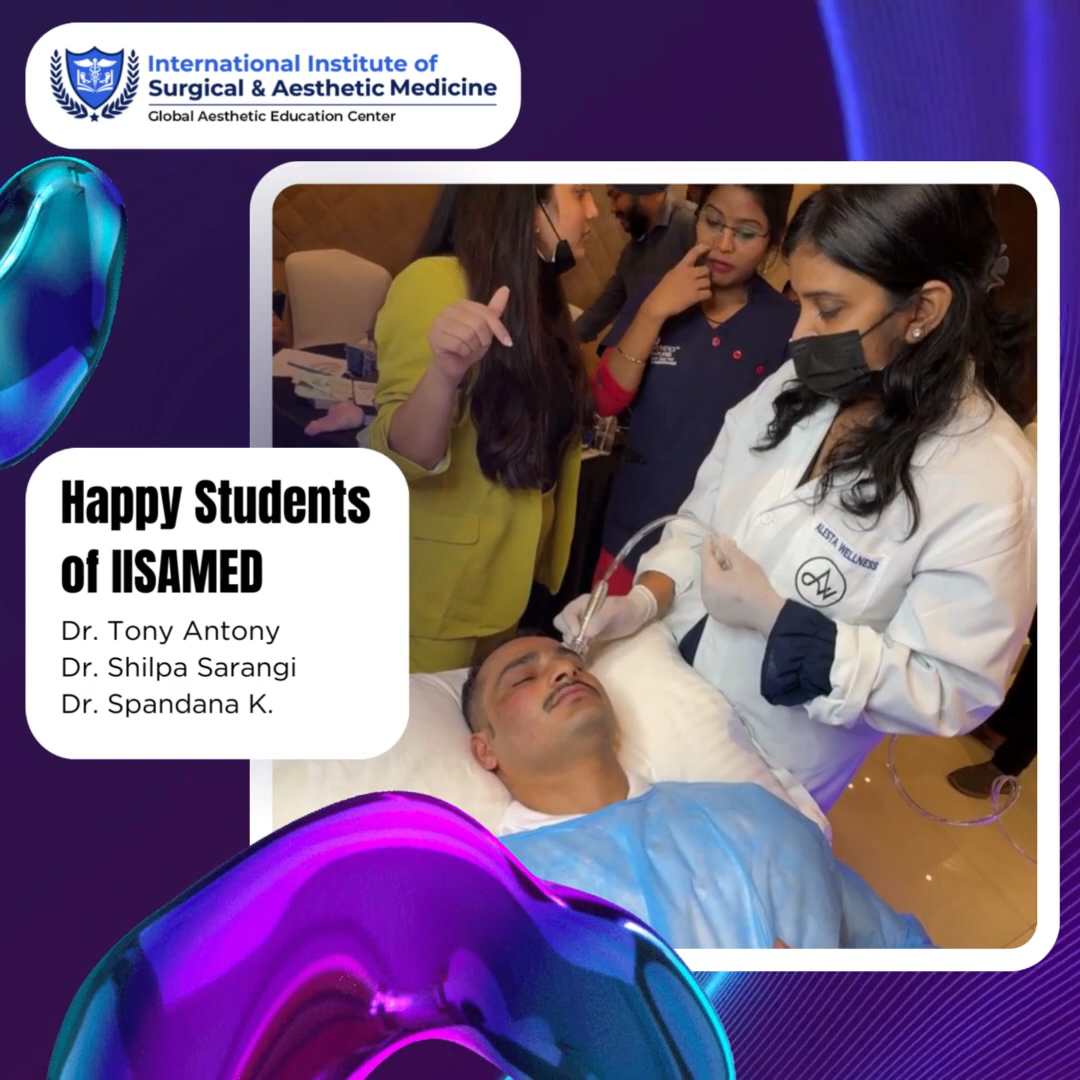 International Institute of
Surgical & Aesthetic Medicine
Global Aesthetic Education Center
Happy Students
of IISAMED
Dr. Tony Antony
Dr. Shilpa Sarangi
Dr. Spandana K.
ALESTA WELLNESS
AW